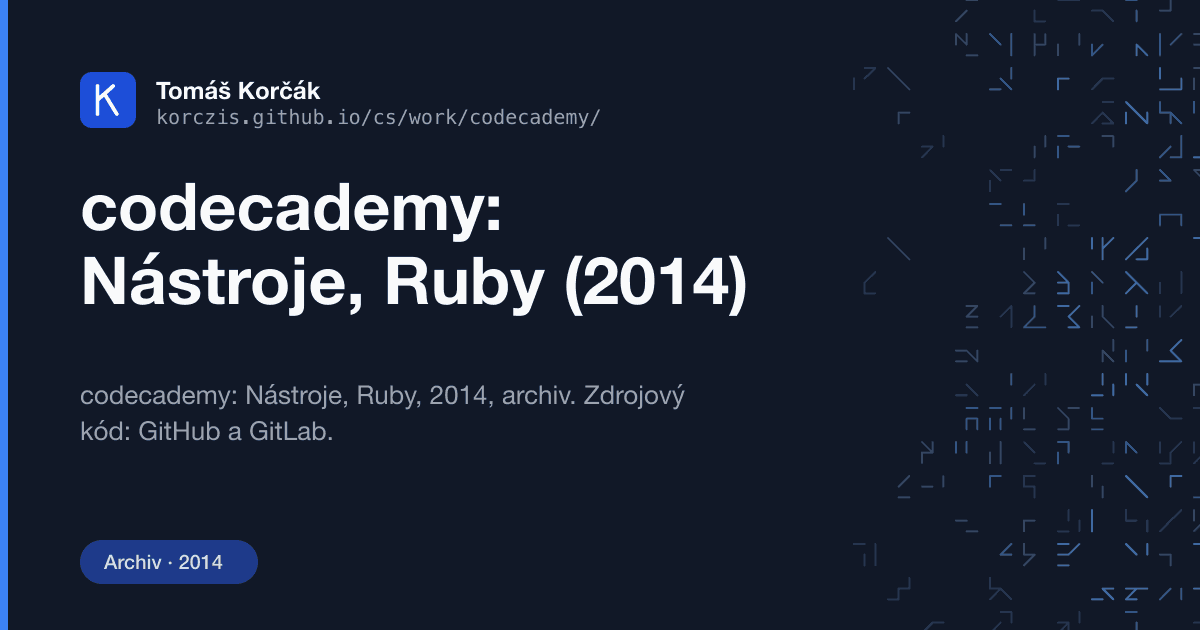 K
Tomáš Korčák
korczis.github.io/cs/work/codecademy/
codecademy:
Nástroje, Ruby (2014)
codecademy: Nástroje, Ruby, 2014, archiv. Zdrojový
kód: GitHub a GitLab.
Archiv · 2014